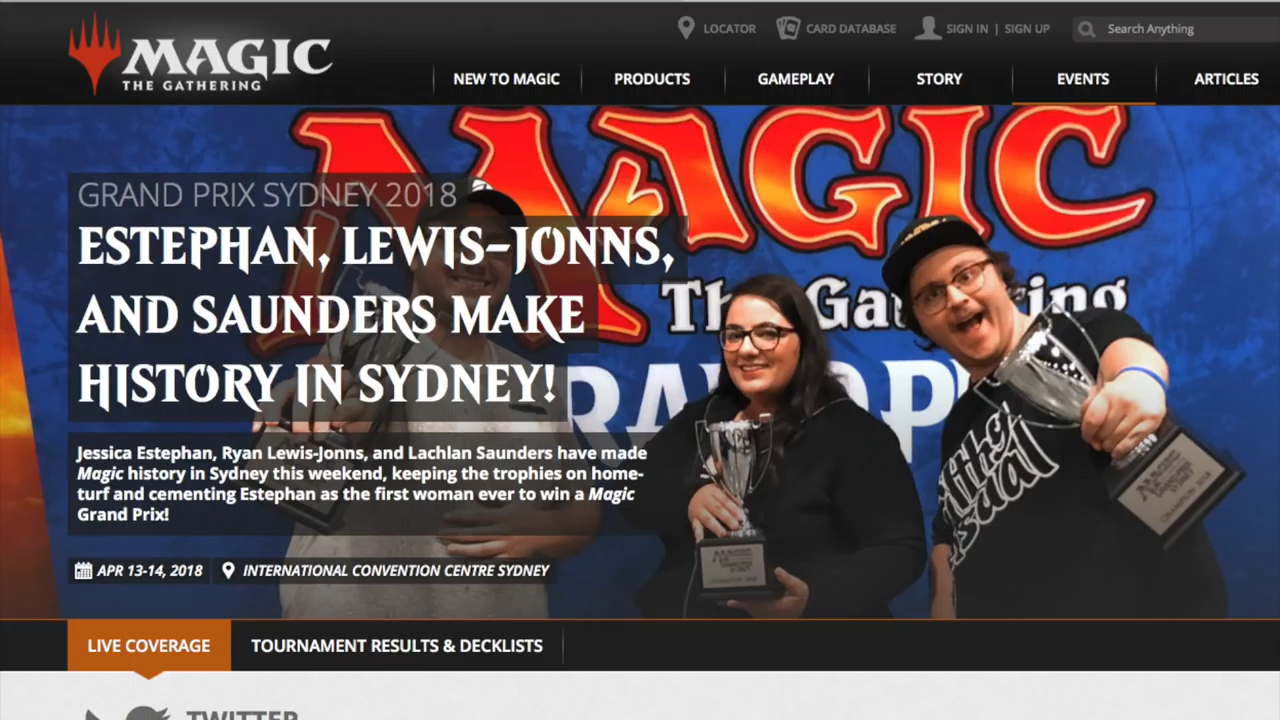 MAGIC
THE GATHERING
LOCATOR
CARD DATABASE
SIGN IN | SIGN UP
Search Anything
NEW TO MAGIC
PRODUCTS
GAMEPLAY
STORY
EVENTS
ARTICLES
MAGIC
The Gathering
GRAND PRIX SYDNEY 2018
ESTEPHAN, LEWIS-JONNS,
AND SAUNDERS MAKE
HISTORY IN SYDNEY!
Jessica Estephan, Ryan Lewis-Jonns, and Lachlan Saunders have made
Magic history in Sydney this weekend, keeping the trophies on home-
turf and cementing Estephan as the first woman ever to win a Magic
Grand Prix!
APR 13-14, 2018
INTERNATIONAL CONVENTION CENTRE SYDNEY
LIVE COVERAGE
TOURNAMENT RESULTS & DECKLISTS
TWITTER